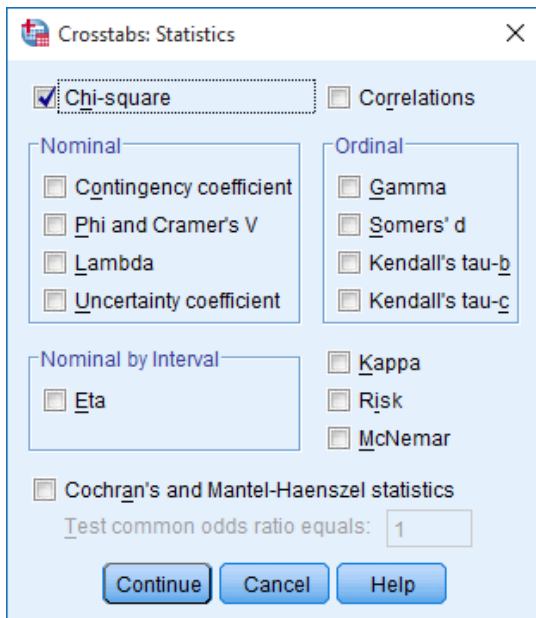 Crosstabs: Statistics
Chi-square
Correlations
Nominal
Contingency coefficient
Phi and Cramer's V
Lambda
Uncertainty coefficient
Ordinal
Gamma
Somers' d
Kendall's tau-b
Kendall's tau-c
Nominal by Interval
Eta
Kappa
Risk
McNemar
Cochran's and Mantel-Haenszel statistics
Test common odds ratio equals: 1
Continue Cancel Help